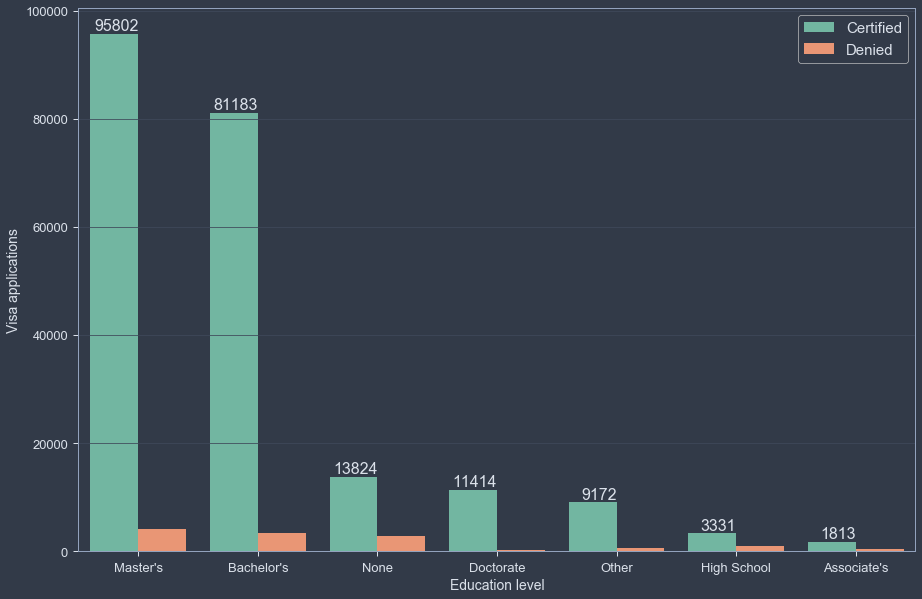 100000
80000
60000
40000
20000
0
Visa applications
95802
81183
13824
11414
9172
3331
1813
Certified
Denied
Master's
Bachelor's
None
Doctorate
Other
High School
Associate's
Education level